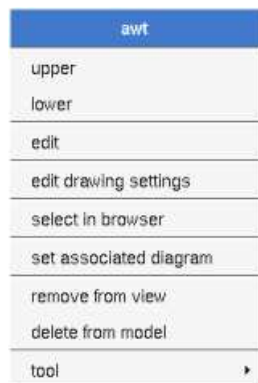 awt
upper
lower
edit
edit drawing settings
select in browser
set associated diagram
remove from view
delete from model
tool